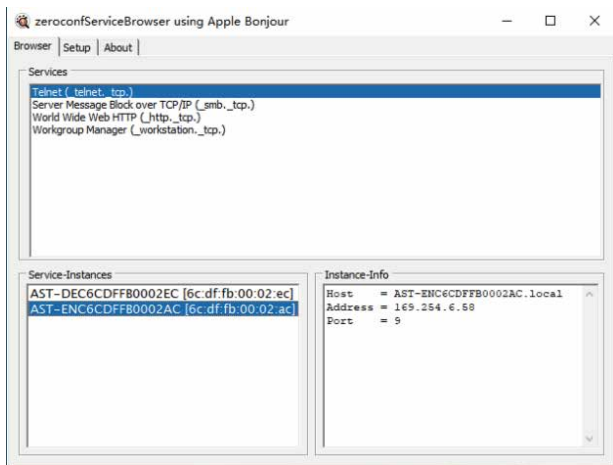 zeroconfServiceBrowser using Apple Bonjour
Browser Setup About
Services
Telnet (_telnet._tcp.)
Server Message Block over TCP/IP (_smb._tcp.)
World Wide Web HTTP (_http._tcp.)
Workgroup Manager (_workstation._tcp.)
Service-Instances
AST-DEC6CDFFB0002EC [6c:df:fb:00:02:ec]
AST-ENC6CDFFB0002AC [6c:df:fb:00:02:ac]
Instance-Info
Host = AST-ENC6CDFFB0002AC.local
Address = 169.254.6.58
Port = 9